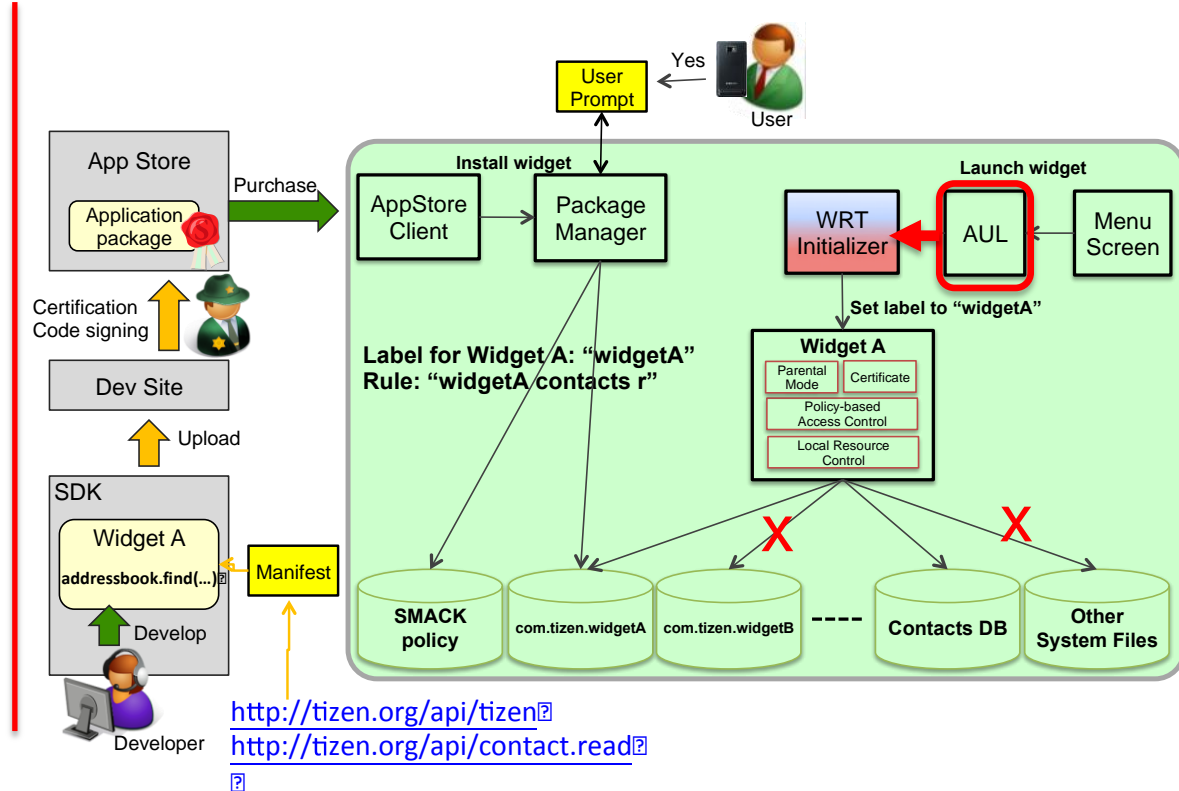 Yes
User
Prompt
User
App Store
Application
package
Purchase
Install widget
AppStore
Client
Package
Manager
Launch widget
WRT
Initializer
AUL
Menu
Screen
Certification
Code signing
Set label to “widgetA”
Label for Widget A: “widgetA”
Rule: “widgetA contacts r”
Widget A
Parental
Mode
Certificate
Policy-based
Access Control
Local Resource
Control
Dev Site
Upload
SDK
Widget A
addressbook.find(...)
Manifest
Develop
Developer
X
X
SMACK
policy
com.tizen.widgetA
com.tizen.widgetB
----
Contacts DB
Other
System Files
http://tizen.org/api/tizen
http://tizen.org/api/contact.read